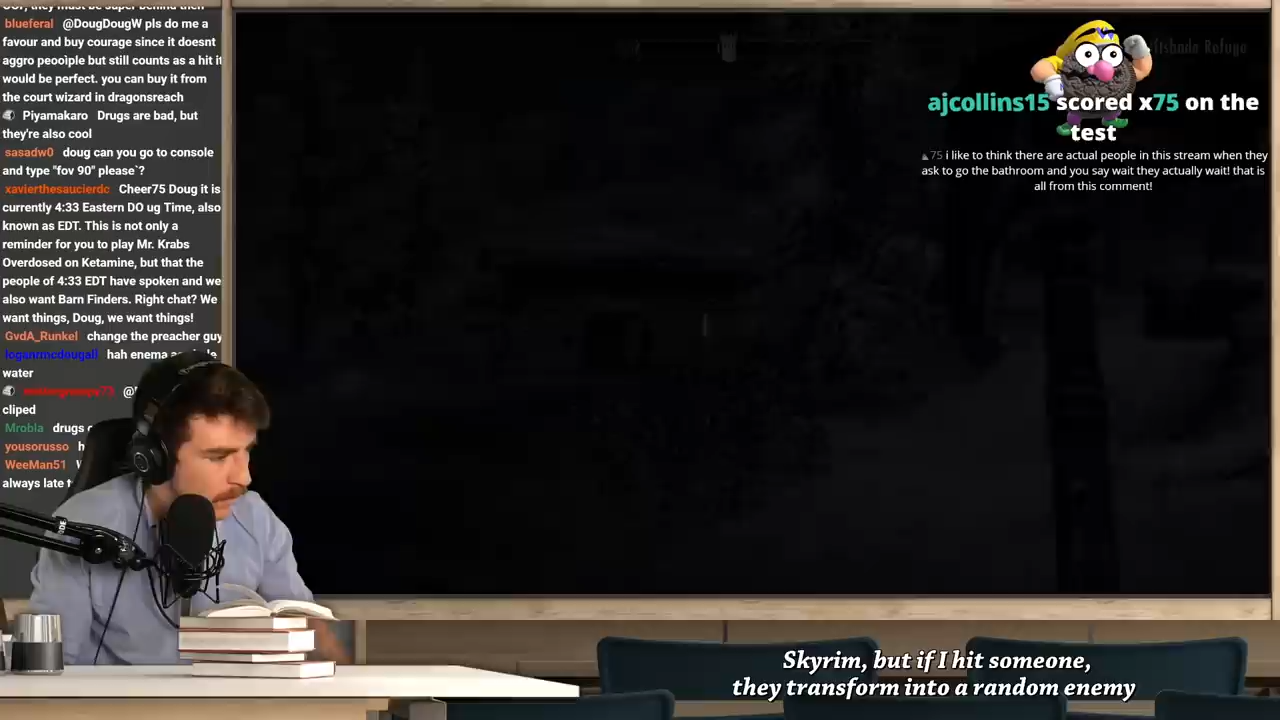 blueferal @DougDougW pls do me a
favour and buy courage since it doesnt
aggro peooiple but still counts as a hit it
would be perfect. you can buy it from
the court wizard in dragonsreach
Piyamakaro Drugs are bad, but
they're also cool
sasadw0 doug can you go to console
and type "fov 90" please`?
xavierthesaucierdc Cheer75 Doug it is
currently 4:33 Eastern DO ug Time, also
known as EDT. This is not only a
reminder for you to play Mr. Krabs
Overdosed on Ketamine, but that the
people of 4:33 EDT have spoken and we
also want Barn Finders. Right chat? We
want things, Doug, we want things!
GvdA_Runkel change the preacher guy
loganrmcdougall hah enema
water
cliped
Mrobla drugs
yousorusso
WeeMan51
always late
ajcollins15 scored x75 on the
test
75 i like to think there are actual people in this stream when they
ask to go the bathroom and you say wait they actually wait! that is
all from this comment!
Refuge
Skyrim, but if I hit someone,
they transform into a random enemy